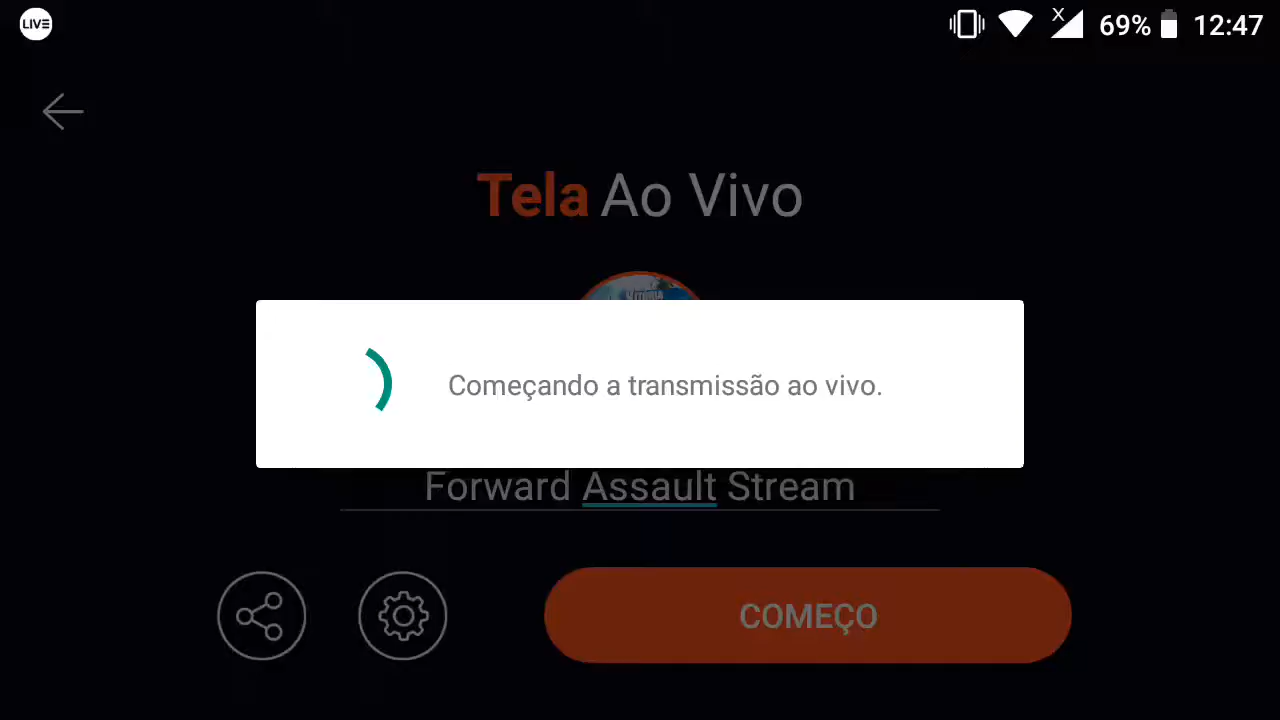 LIVE
X
69%
12:47
Tela Ao Vivo
Começando a transmissão ao vivo.
Forward Assault Stream
COMEÇO